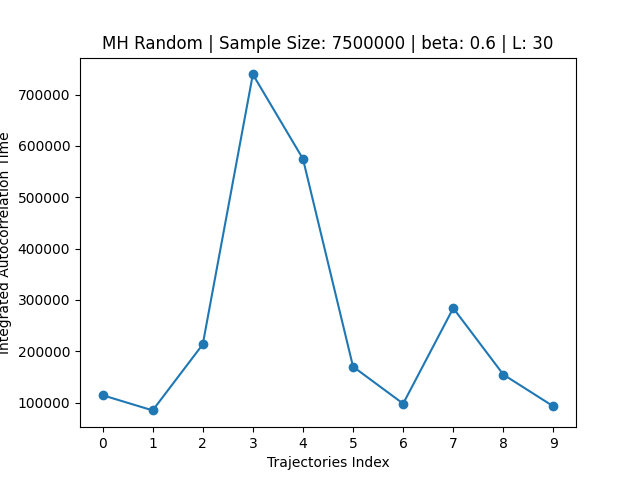 MH Random | Sample Size: 7500000 | beta: 0.6 | L: 30
Integrated Autocorrelation Time
700000
600000
500000
400000
300000
200000
100000
0 1 2 3 4 5 6 7 8 9
Trajectories Index